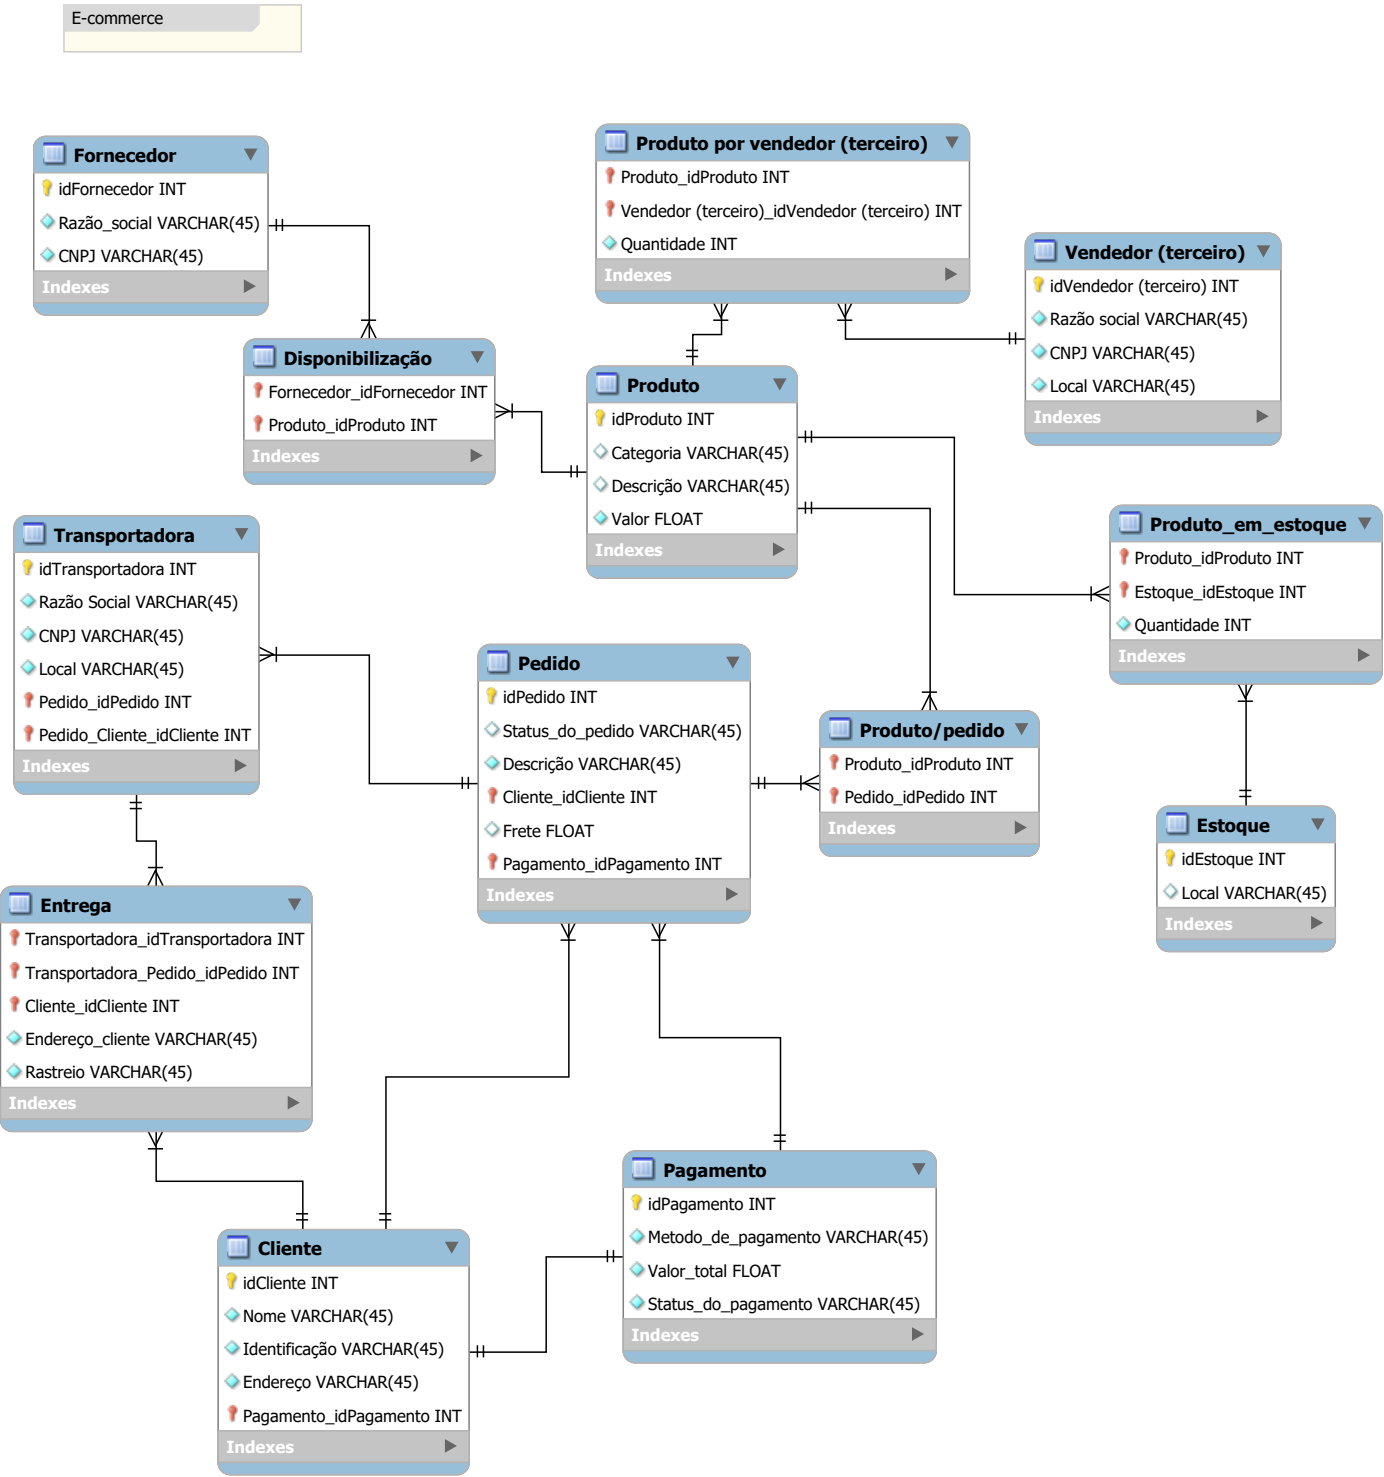 E-commerce
Fornecedor
idFornecedor INT
Razão_social VARCHAR(45)
CNPJ VARCHAR(45)
Indexes
Produto por vendedor (terceiro)
Produto_idProduto INT
Vendedor (terceiro)_idVendedor (terceiro) INT
Quantidade INT
Indexes
Vendedor (terceiro)
idVendedor (terceiro) INT
Razão social VARCHAR(45)
CNPJ VARCHAR(45)
Local VARCHAR(45)
Indexes
Disponibilização
Fornecedor_idFornecedor INT
Produto_idProduto INT
Indexes
Produto
idProduto INT
Categoria VARCHAR(45)
Descrição VARCHAR(45)
Valor FLOAT
Indexes
Produto_em_estoque
Produto_idProduto INT
Estoque_idEstoque INT
Quantidade INT
Indexes
Transportadora
idTransportadora INT
Razão Social VARCHAR(45)
CNPJ VARCHAR(45)
Local VARCHAR(45)
Pedido_idPedido INT
Pedido_Cliente_idCliente INT
Indexes
Pedido
idPedido INT
Status_do_pedido VARCHAR(45)
Descrição VARCHAR(45)
Cliente_idCliente INT
Frete FLOAT
Pagamento_idPagamento INT
Indexes
Produto/pedido
Produto_idProduto INT
Pedido_idPedido INT
Indexes
Estoque
idEstoque INT
Local VARCHAR(45)
Indexes
Entrega
Transportadora_idTransportadora INT
Transportadora_Pedido_idPedido INT
Cliente_idCliente INT
Endereço_cliente VARCHAR(45)
Rastreio VARCHAR(45)
Indexes
Pagamento
idPagamento INT
Metodo_de_pagamento VARCHAR(45)
Valor_total FLOAT
Status_do_pagamento VARCHAR(45)
Indexes
Cliente
idCliente INT
Nome VARCHAR(45)
Identificação VARCHAR(45)
Endereço VARCHAR(45)
Pagamento_idPagamento INT
Indexes